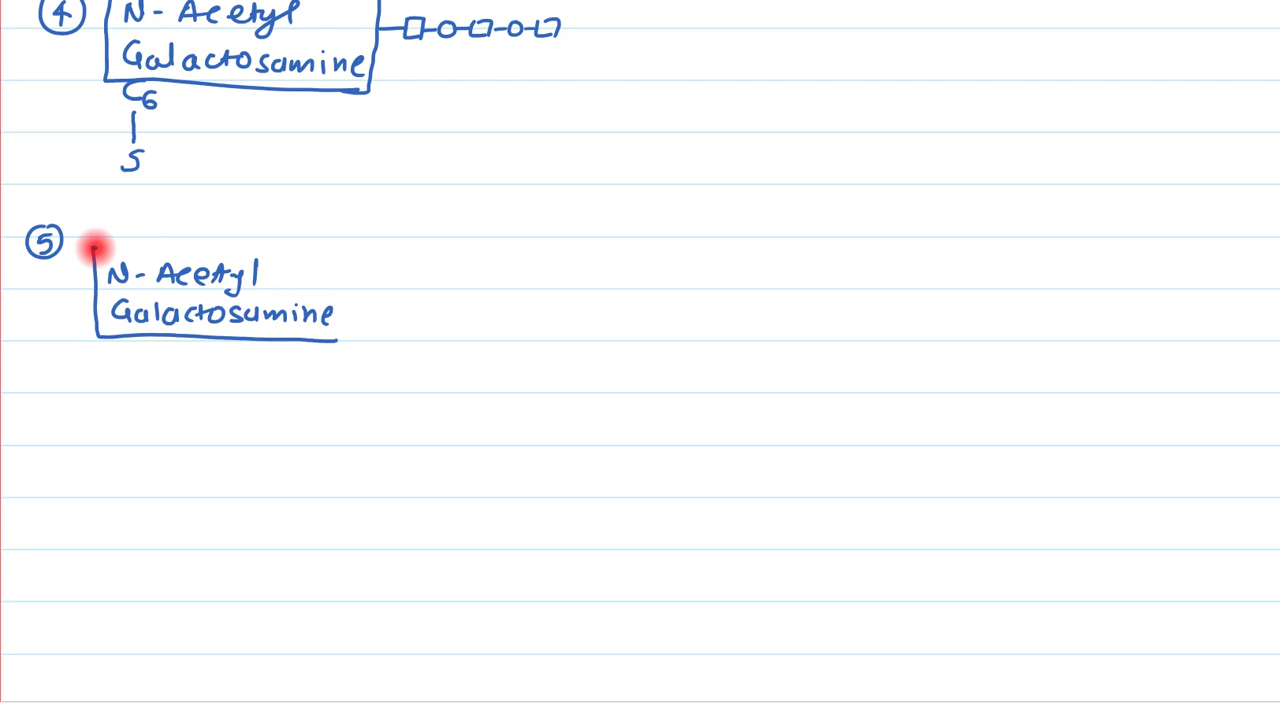 ④ N- Acetyl
Galactosamine
C6
S
⑤
N- Acetyl
Galactosamine